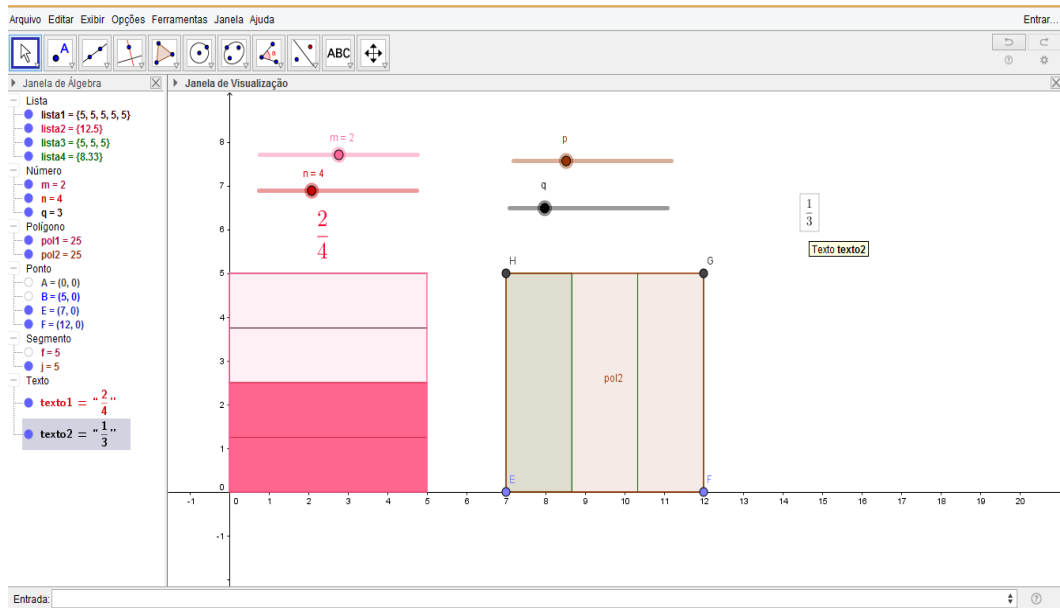 Arquivo Editar Exibir Opções Ferramentas Janela Ajuda
Entrar...
A
ABC
Janela de Álgebra
Janela de Visualização
Lista
lista1 = {5, 5, 5, 5, 5}
lista2 = {12.5}
lista3 = {5, 5, 5}
lista4 = {8.33}
Número
m = 2
n = 4
q = 3
Polígono
pol1 = 25
pol2 = 25
Ponto
A = (0, 0)
B = (5, 0)
E = (7, 0)
F = (12, 0)
Segmento
f = 5
j = 5
Texto
texto1 = “2/4”
texto2 = “1/3”
m = 2
n = 4
2
4
p
q
1
3
Texto texto2
H
G
pol2
E
F
8
7
6
5
4
3
2
1
0
-1
-1 0 1 2 3 4 5 6 7 8 9 10 11 12 13 14 15 16 17 18 19 20
Entrada: